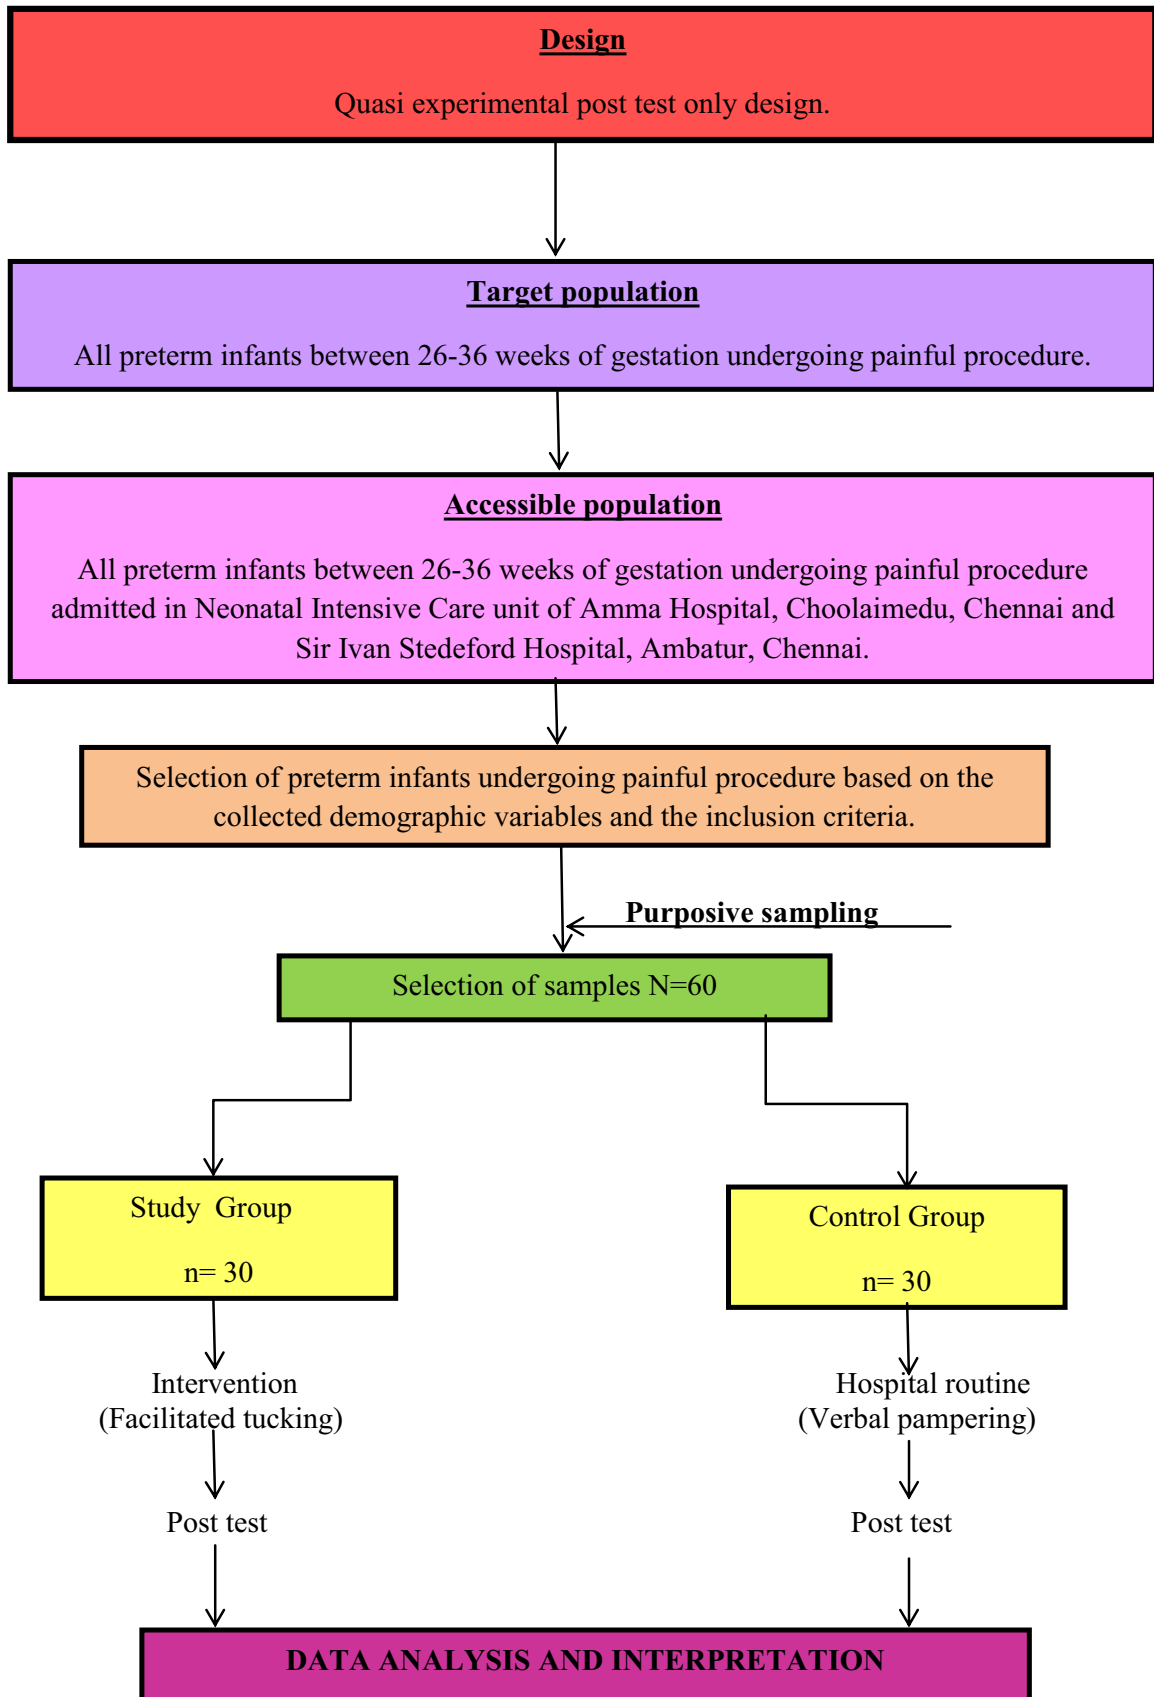 Design
Quasi experimental post test only design.
Target population
All preterm infants between 26-36 weeks of gestation undergoing painful procedure.
Accessible population
All preterm infants between 26-36 weeks of gestation undergoing painful procedure
admitted in Neonatal Intensive Care unit of Amma Hospital, Choolaimedu, Chennai and
Sir Ivan Stedeford Hospital, Ambatur, Chennai.
Selection of preterm infants undergoing painful procedure based on the
collected demographic variables and the inclusion criteria.
Purposive sampling
Selection of samples N=60
Study Group
n= 30
Control Group
n= 30
Intervention
(Facilitated tucking)
Hospital routine
(Verbal pampering)
Post test
Post test
DATA ANALYSIS AND INTERPRETATION